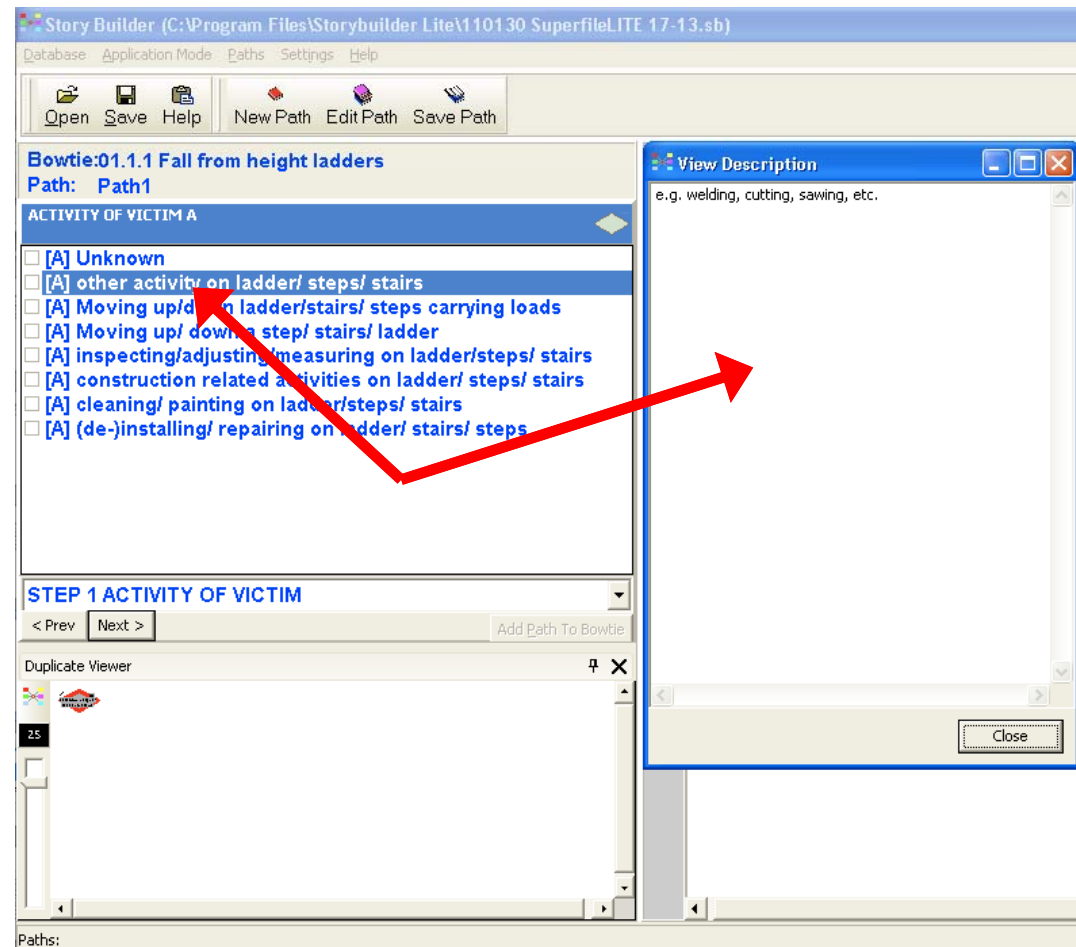 Story Builder (C:\Program Files\Storybuilder Lite\110130 SuperfileLITE 17-13.sb)
Database Application Mode Paths Settings Help
Open Save Help New Path Edit Path Save Path
Bowtie:01.1.1 Fall from height ladders
Path: Path1
ACTIVITY OF VICTIM A
[A] Unknown
[A] other activity on ladder/ steps/ stairs
[A] Moving up/down ladder/stairs/ steps carrying loads
[A] Moving up/ down a step/ stairs/ ladder
[A] inspecting/adjusting/measuring on ladder/steps/ stairs
[A] construction related activities on ladder/ steps/ stairs
[A] cleaning/ painting on ladder/steps/ stairs
[A] (de-)installing/ repairing on ladder/ stairs/ steps
STEP 1 ACTIVITY OF VICTIM
< Prev Next > Add Path To Bowtie
Duplicate Viewer
25
View Description
e.g. welding, cutting, sawing, etc.
Close
Paths: